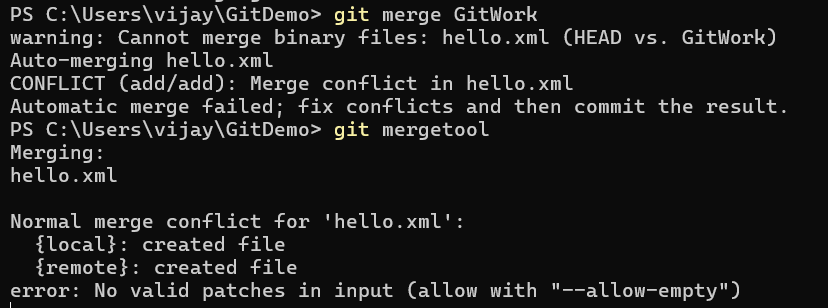 PS C:\Users\vijay\GitDemo> git merge GitWork
warning: Cannot merge binary files: hello.xml (HEAD vs. GitWork)
Auto-merging hello.xml
CONFLICT (add/add): Merge conflict in hello.xml
Automatic merge failed; fix conflicts and then commit the result.
PS C:\Users\vijay\GitDemo> git mergetool
Merging:
hello.xml

Normal merge conflict for 'hello.xml':
  {local}: created file
  {remote}: created file
error: No valid patches in input (allow with "--allow-empty")